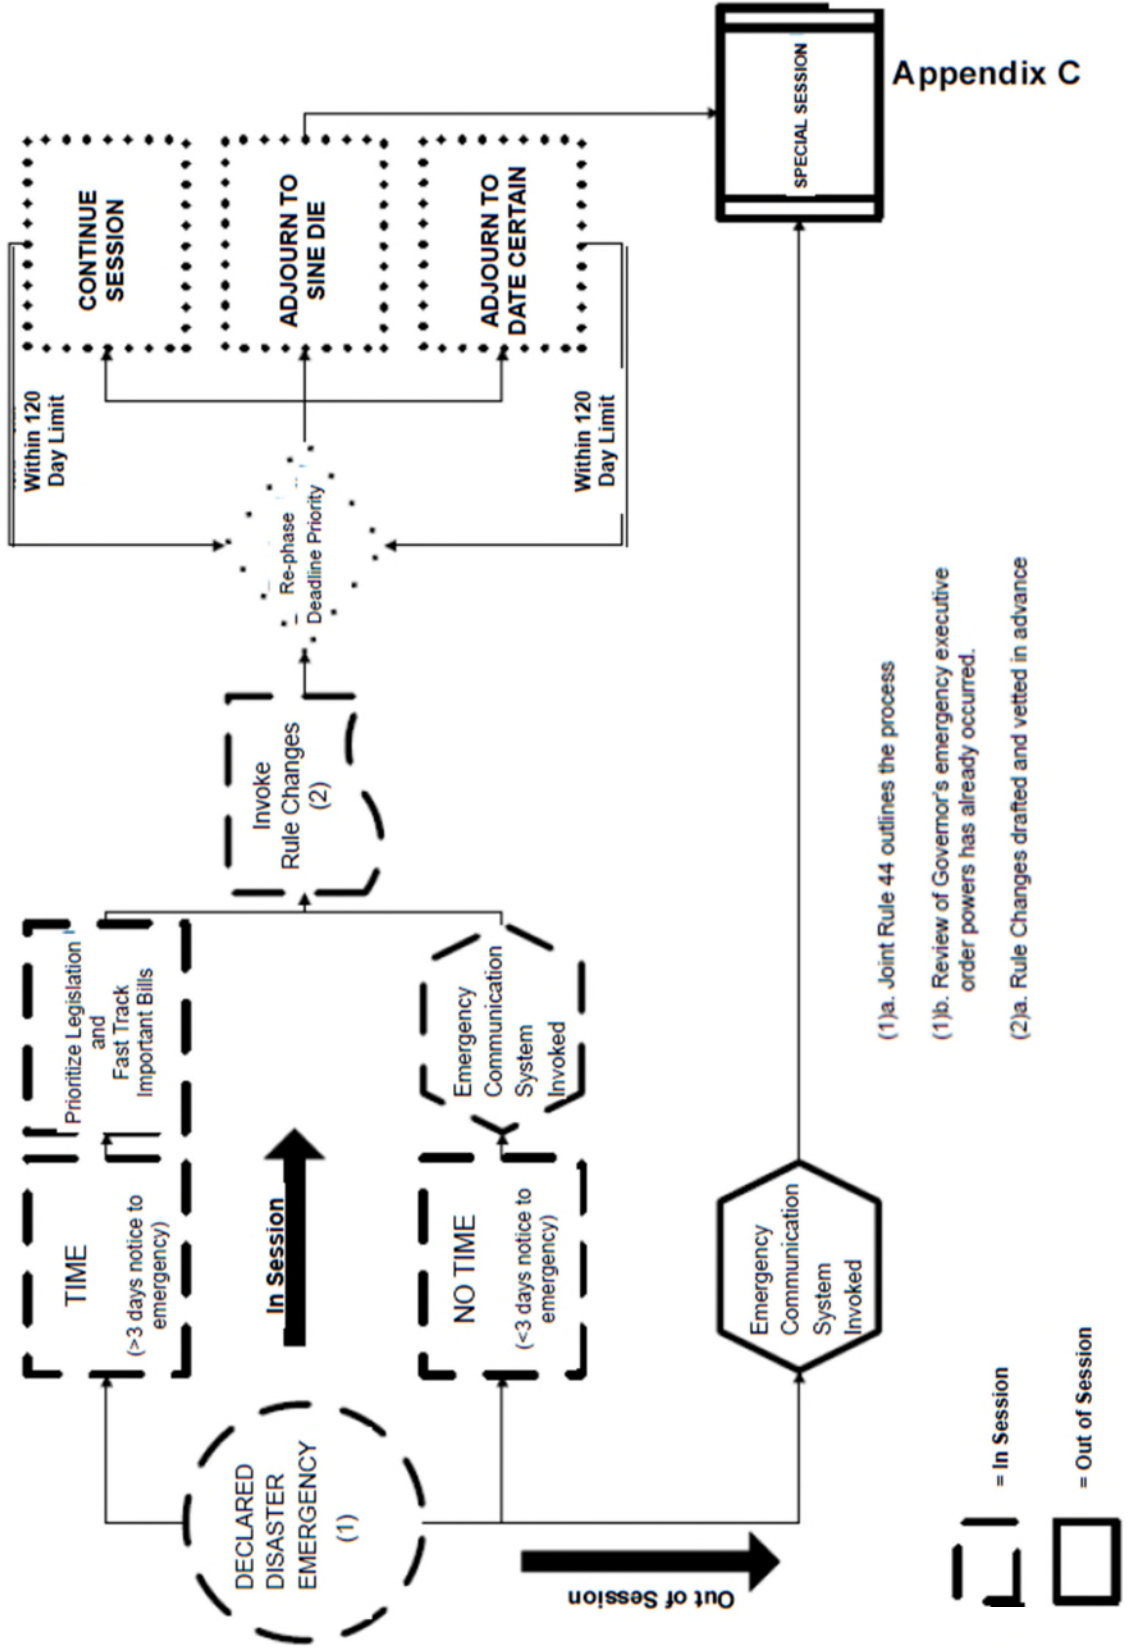 Appendix C
DECLARED
DISASTER
EMERGENCY
(1)
TIME
(>3 days notice to
emergency)
Prioritize Legislation
and
Fast Track
Important Bills
In Session
NO TIME
(<3 days notice to
emergency)
Emergency
Communication
System
Invoked
Invoke
Rule Changes
(2)
Re-phase
Deadline Priority
Within 120
Day Limit
Within 120
Day Limit
CONTINUE
SESSION
ADJOURN TO
SINE DIE
ADJOURN TO
DATE CERTAIN
Out of Session
Emergency
Communication
System
Invoked
SPECIAL SESSION
(1)a. Joint Rule 44 outlines the process
(1)b. Review of Governor's emergency executive
order powers has already occurred.
(2)a. Rule Changes drafted and vetted in advance
= In Session
= Out of Session